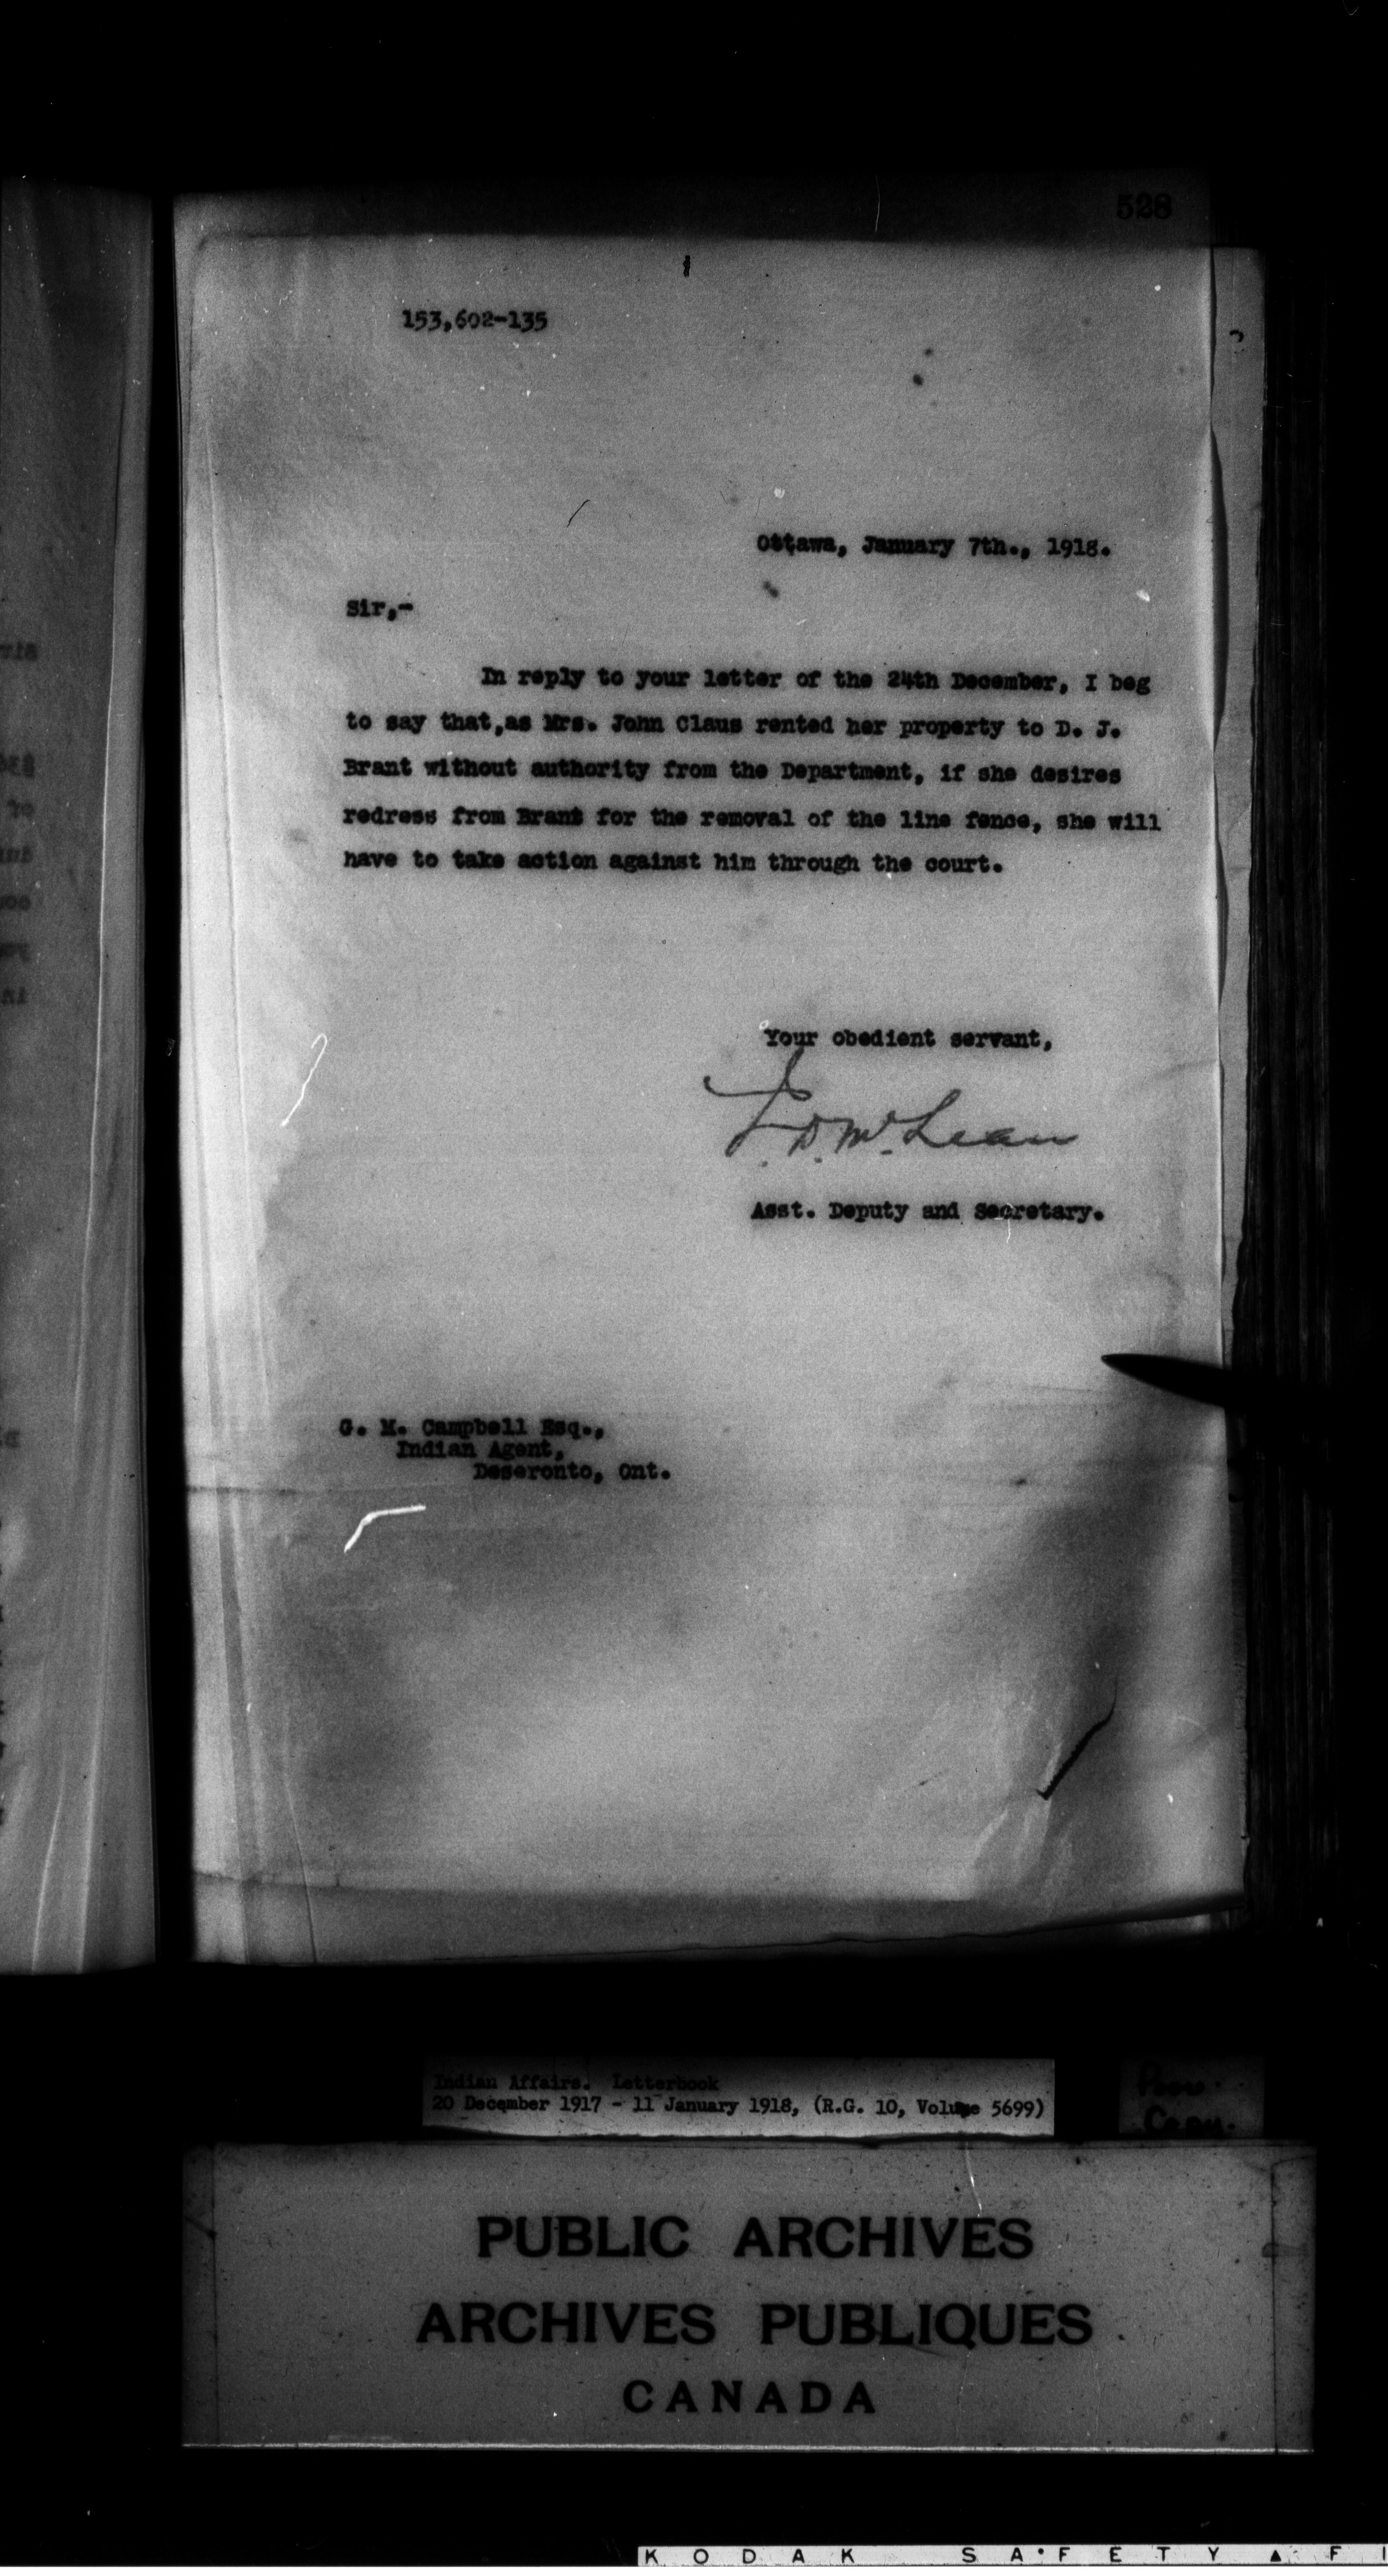 528
153,602-135
Ottawa, January 7th., 1918.
Sir,-
In reply to your letter of the 24th December, I beg
to say that,as Mrs. John Claus rented her property to D. J.
Brant without authority from the Department, if she desires
redress from Brant for the removal of the line fence, she will
have to take action against him through the court.
Your obedient servant,
J. D. McLean
Asst. Deputy and Secretary.
G. M. Campbell Esq.,
Indian Agent,
Deseronto, Ont.
Indian Affairs. Letterbook
20 December 1917 - 11 January 1918, (R.G. 10, Volume 5699)
PUBLIC ARCHIVES
ARCHIVES PUBLIQUES
CANADA
KODAK SAFETY FI